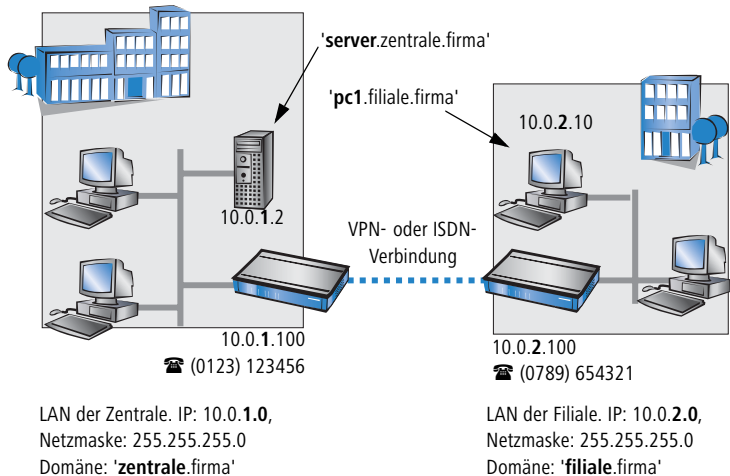 'server.zentrale.firma'
'pc1.filiale.firma'
10.0.2.10
10.0.1.2
VPN- oder ISDN-
Verbindung
10.0.1.100
☎ (0123) 123456
10.0.2.100
☎ (0789) 654321
LAN der Zentrale. IP: 10.0.1.0,
Netzmaske: 255.255.255.0
Domäne: 'zentrale.firma'
LAN der Filiale. IP: 10.0.2.0,
Netzmaske: 255.255.255.0
Domäne: 'filiale.firma'